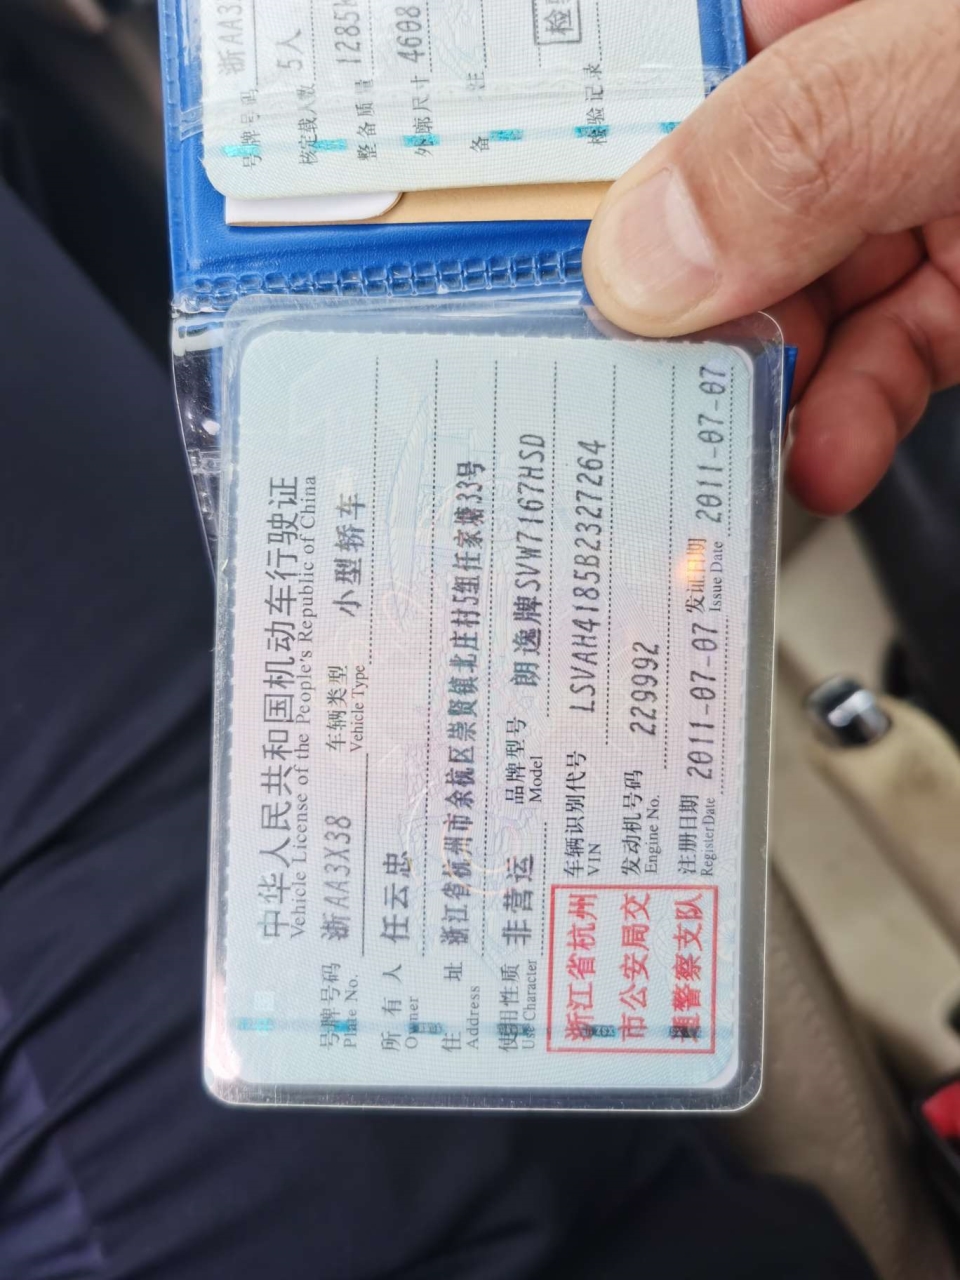 中华人民共和国机动车行驶证
Vehicle License of the People's Republic of China
号牌号码 浙AA3X38 车辆类型 小型轿车
Plate No. Vehicle Type
所有人 任云忠
Owner
住址 浙江省杭州市余杭区崇贤镇北庄村5组任家塘33号
Address
使用性质 非营运 品牌型号 朗逸牌SVW7167HSD
Use Character Model
浙江省杭州
市公安局交
通警察支队
车辆识别代号 LSVAH4185B2327264
VIN
发动机号码 229992
Engine No.
注册日期 2011-07-07 发证日期 2011-07-07
Register Date Issue Date
号牌号码 浙AA3
核定载人数 5人
整备质量 1285k
外廓尺寸 4608
备注
检验记录